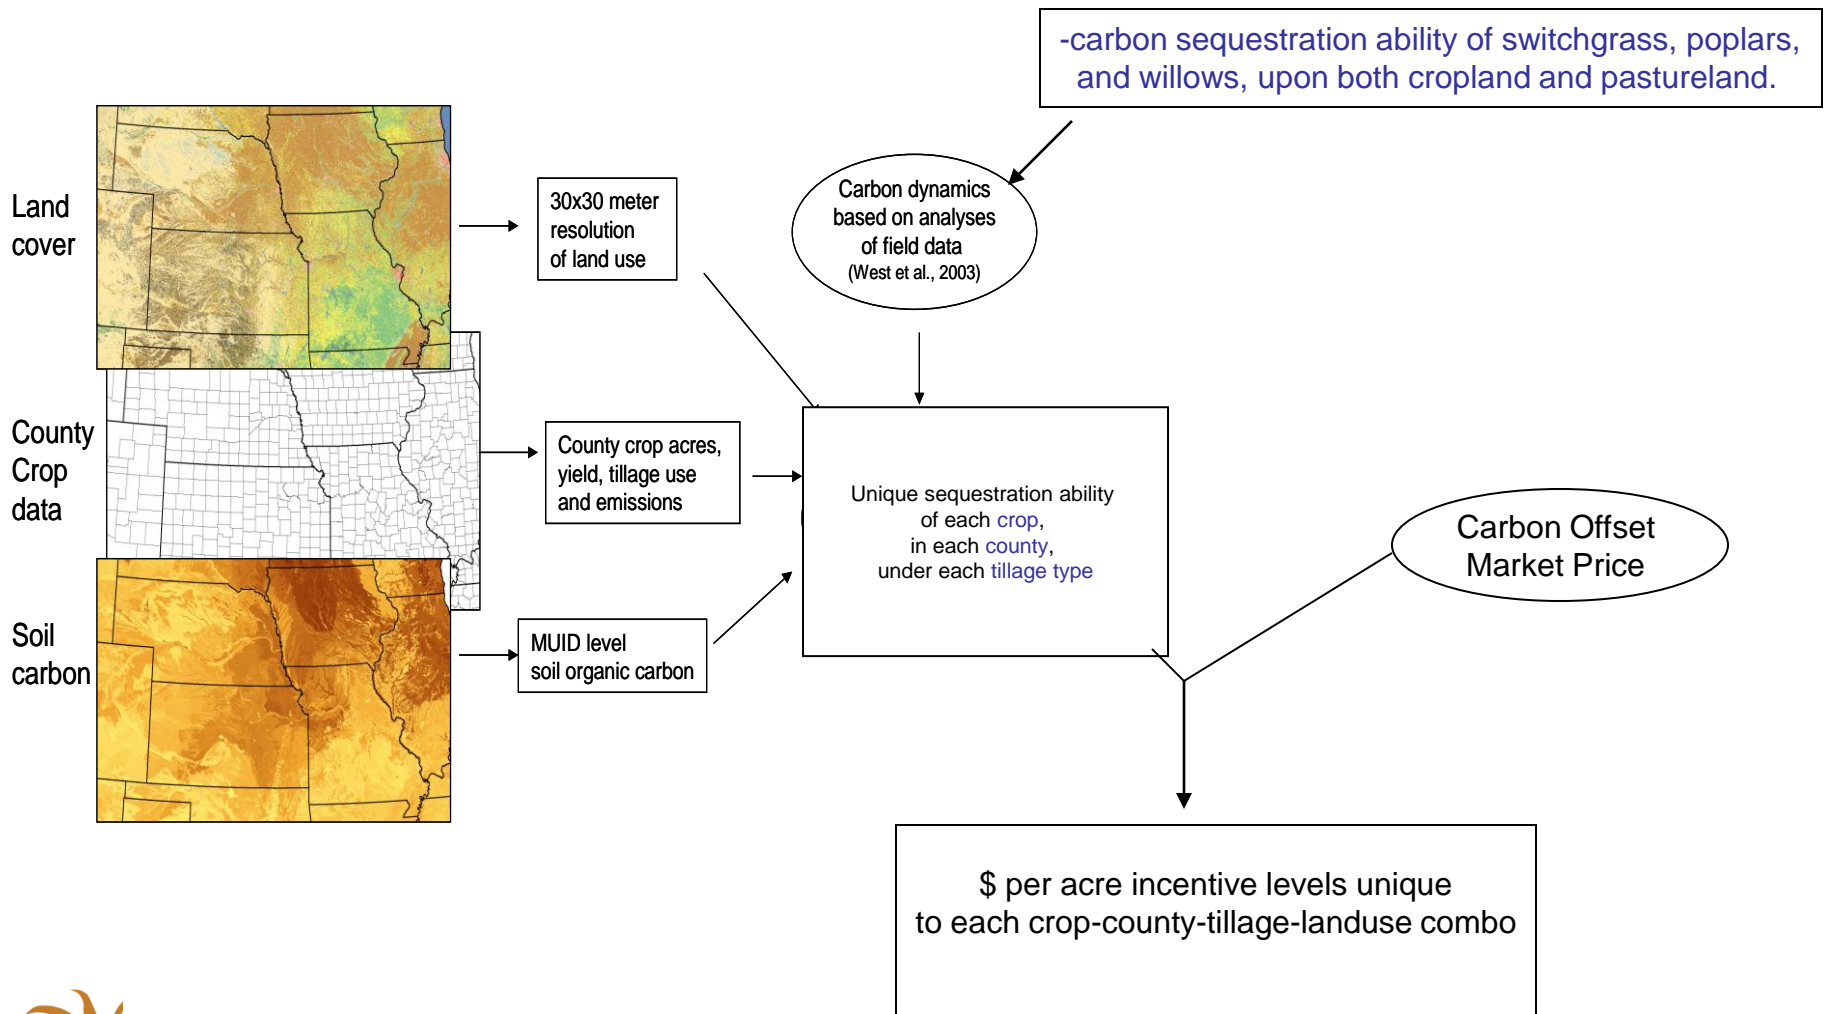 -carbon sequestration ability of switchgrass, poplars,
and willows, upon both cropland and pastureland.
Land
cover
30x30 meter
resolution
of land use
Carbon dynamics
based on analyses
of field data
(West et al., 2003)
County
Crop
data
County crop acres,
yield, tillage use
and emissions
Unique sequestration ability
of each crop,
in each county,
under each tillage type
Carbon Offset
Market Price
Soil
carbon
MUID level
soil organic carbon
$ per acre incentive levels unique
to each crop-county-tillage-landuse combo